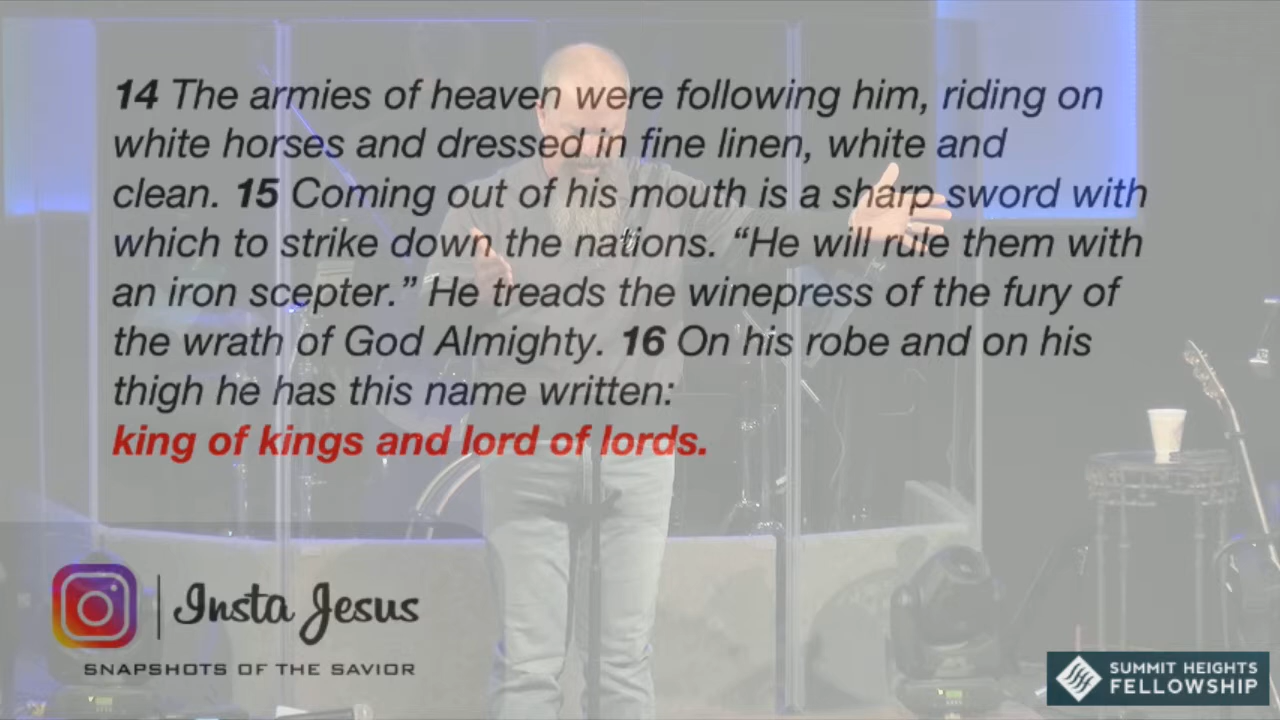 14 The armies of heaven were following him, riding on
white horses and dressed in fine linen, white and
clean. 15 Coming out of his mouth is a sharp sword with
which to strike down the nations. “He will rule them with
an iron scepter.” He treads the winepress of the fury of
the wrath of God Almighty. 16 On his robe and on his
thigh he has this name written:
king of kings and lord of lords.
Insta Jesus
SNAPSHOTS OF THE SAVIOR
SUMMIT HEIGHTS
FELLOWSHIP